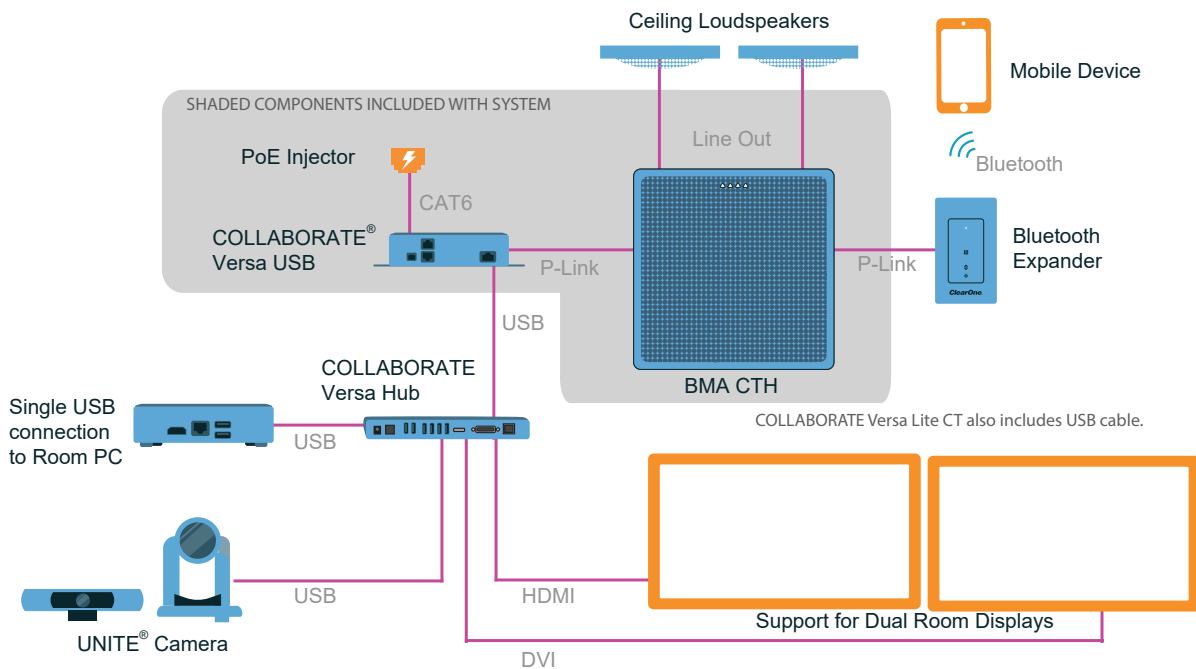 Ceiling Loudspeakers
Mobile Device
SHADED COMPONENTS INCLUDED WITH SYSTEM
Line Out
PoE Injector
Bluetooth
CAT6
COLLABORATE®
Versa USB
P-Link
P-Link
Bluetooth
Expander
ClearOne
USB
COLLABORATE
Versa Hub
BMA CTH
Single USB
connection
to Room PC
USB
COLLABORATE Versa Lite CT also includes USB cable.
USB
HDMI
UNITE® Camera
Support for Dual Room Displays
DVI